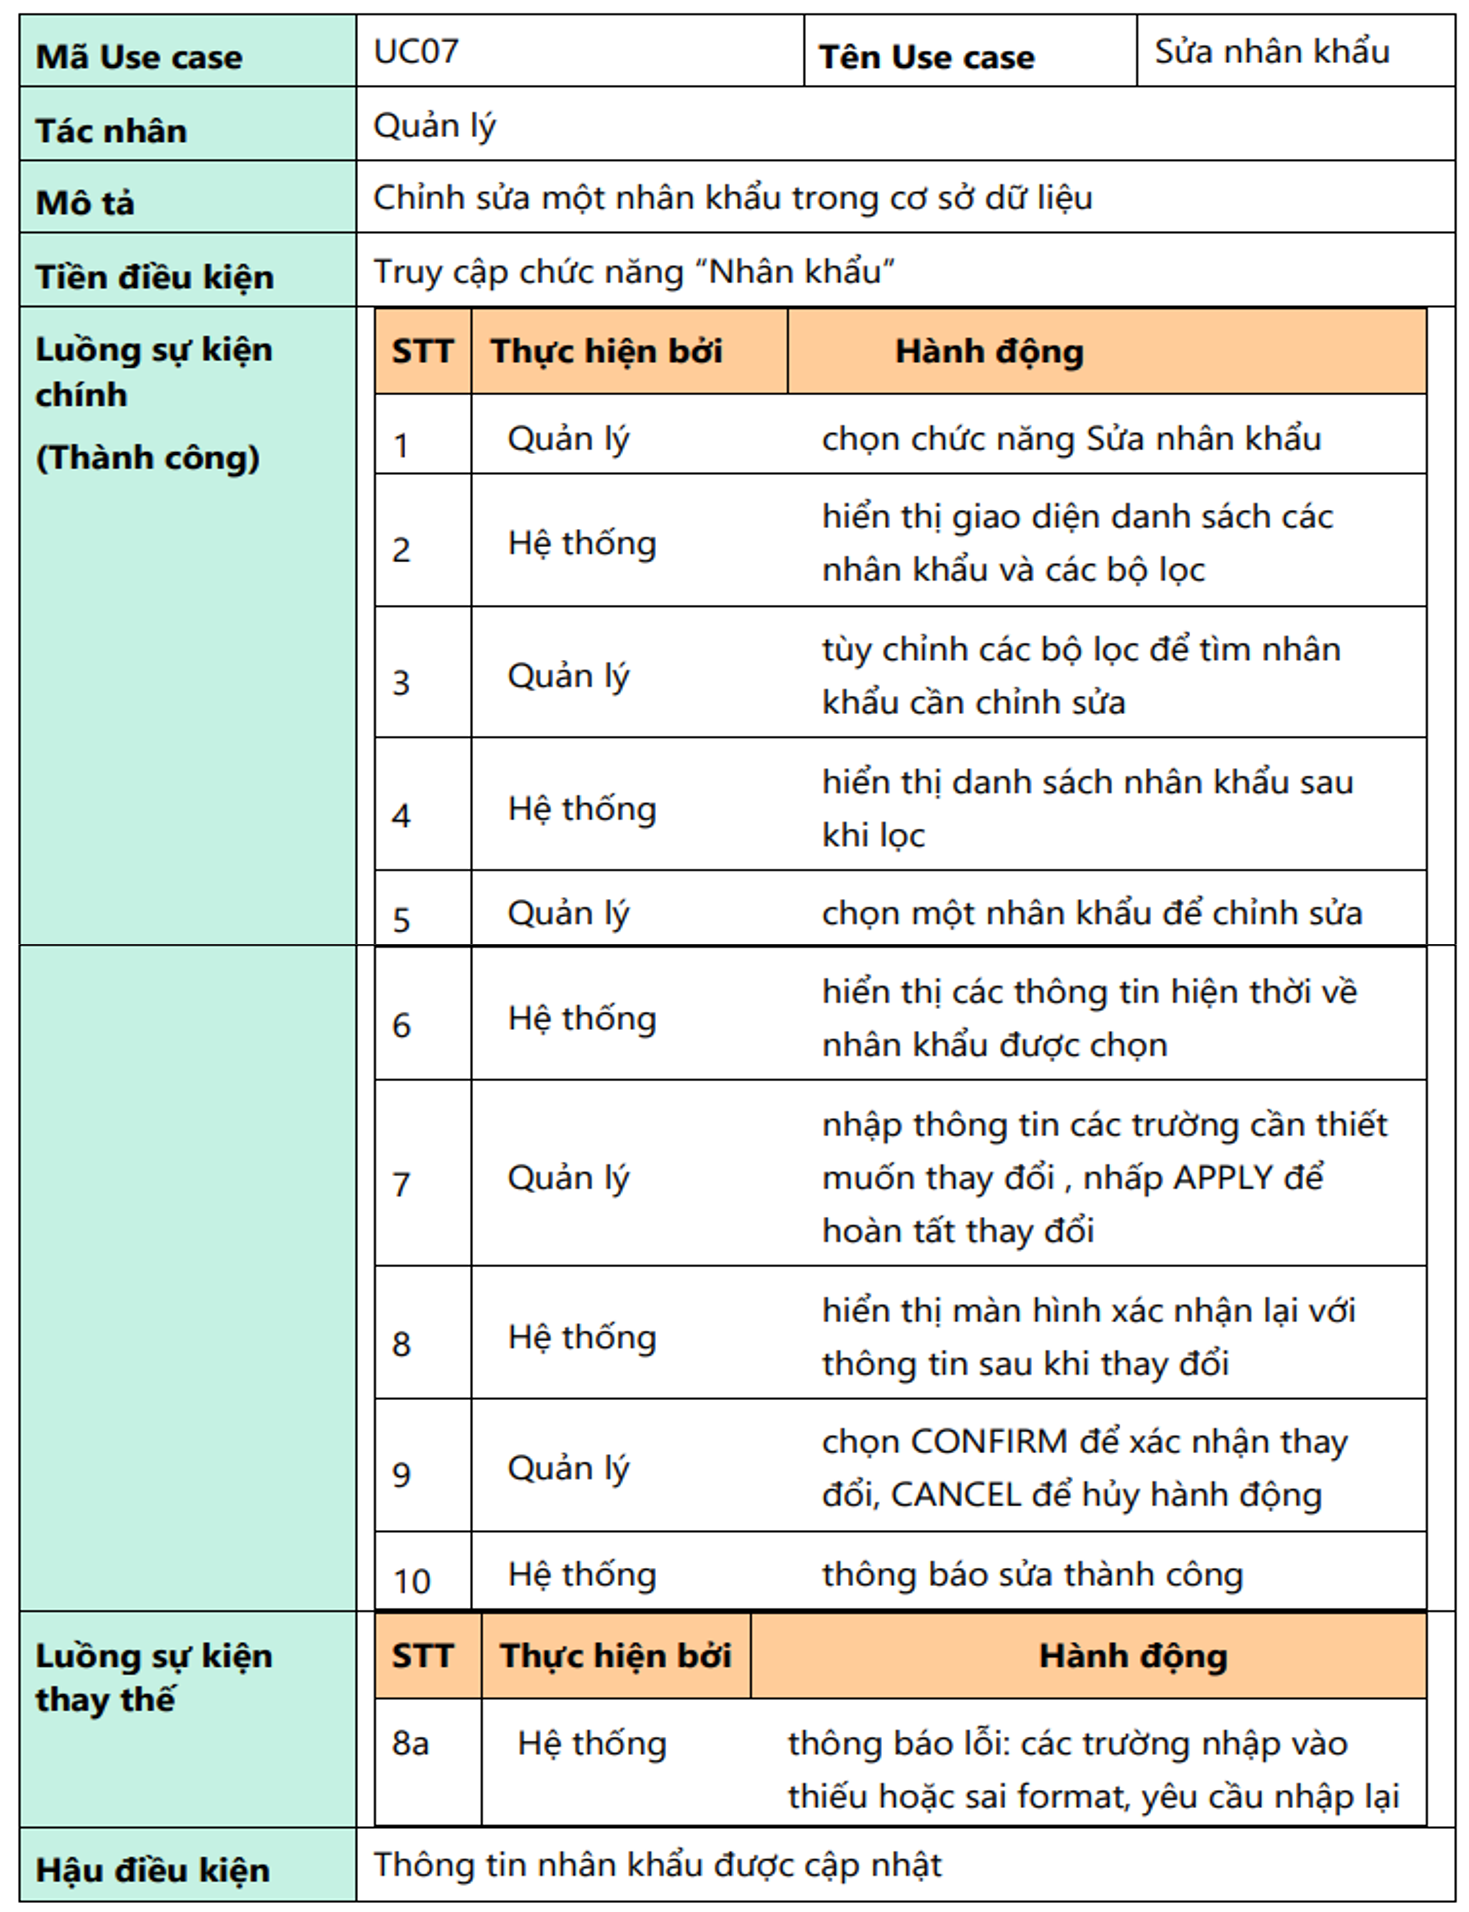 Mã Use case UC07 Tên Use case Sửa nhân khẩu
Tác nhân Quản lý
Mô tả Chỉnh sửa một nhân khẩu trong cơ sở dữ liệu
Tiền điều kiện Truy cập chức năng “Nhân khẩu”
Luồng sự kiện
chính
(Thành công)
STT Thực hiện bởi Hành động
1 Quản lý chọn chức năng Sửa nhân khẩu
2 Hệ thống hiển thị giao diện danh sách các
nhân khẩu và các bộ lọc
3 Quản lý tùy chỉnh các bộ lọc để tìm nhân
khẩu cần chỉnh sửa
4 Hệ thống hiển thị danh sách nhân khẩu sau
khi lọc
5 Quản lý chọn một nhân khẩu để chỉnh sửa
6 Hệ thống hiển thị các thông tin hiện thời về
nhân khẩu được chọn
7 Quản lý nhập thông tin các trường cần thiết
muốn thay đổi , nhấp APPLY để
hoàn tất thay đổi
8 Hệ thống hiển thị màn hình xác nhận lại với
thông tin sau khi thay đổi
9 Quản lý chọn CONFIRM để xác nhận thay
đổi, CANCEL để hủy hành động
10 Hệ thống thông báo sửa thành công
Luồng sự kiện
thay thế
STT Thực hiện bởi Hành động
8a Hệ thống thông báo lỗi: các trường nhập vào
thiếu hoặc sai format, yêu cầu nhập lại
Hậu điều kiện Thông tin nhân khẩu được cập nhật